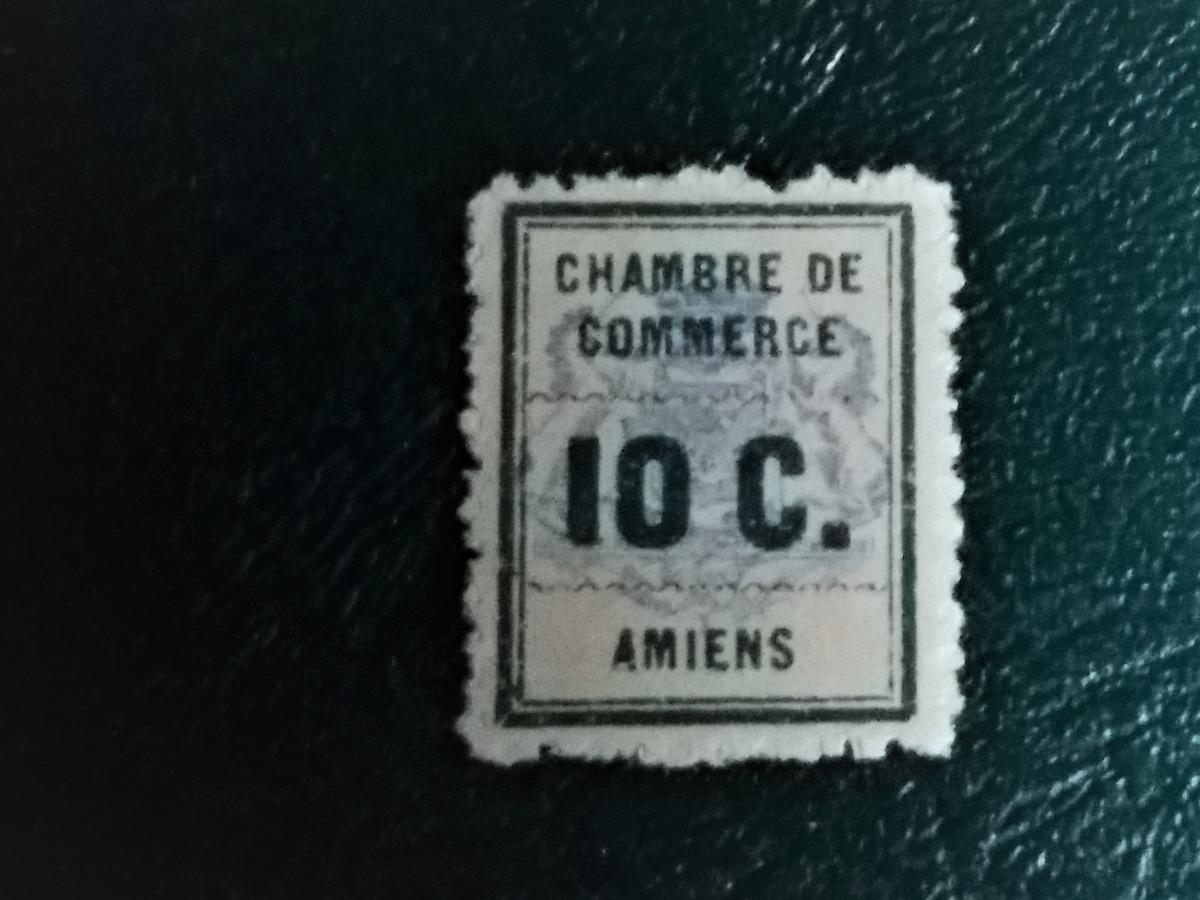 CHAMBRE DE
COMMERCE
10 C.
AMIENS